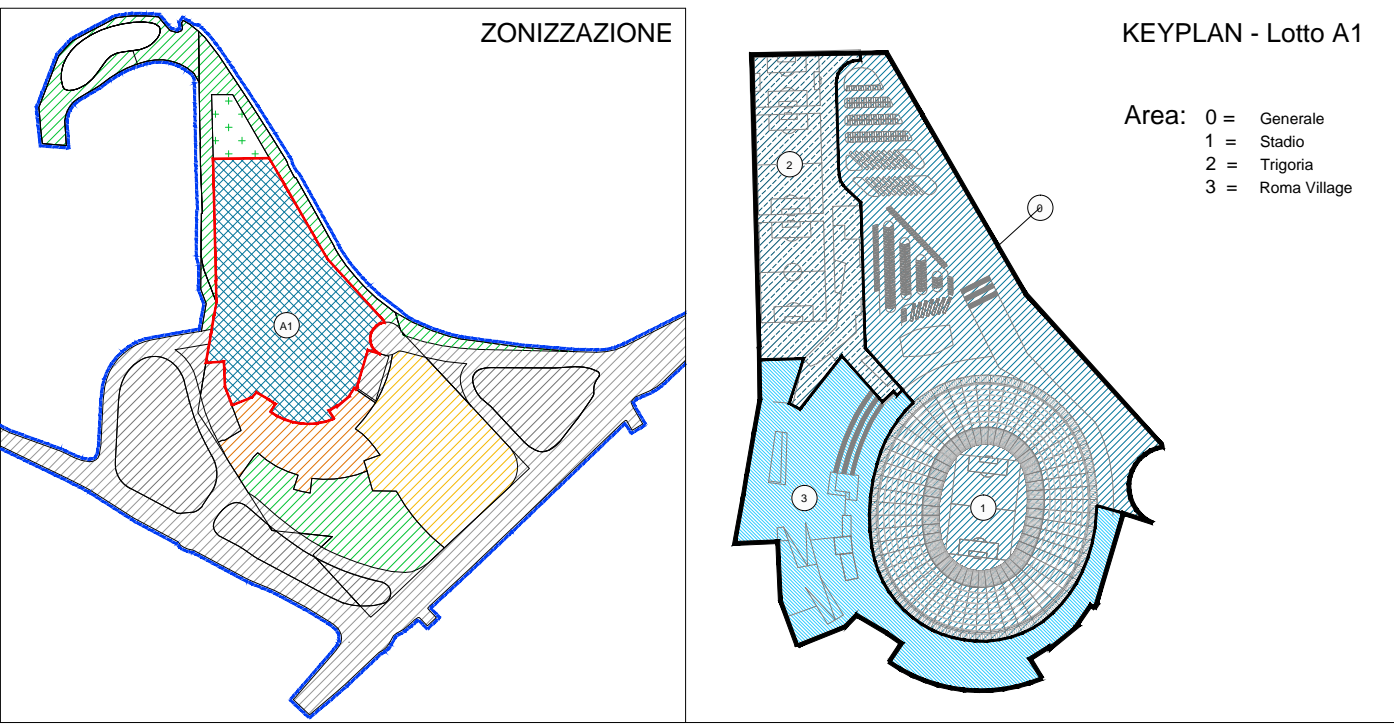 ZONIZZAZIONE
A1
KEYPLAN - Lotto A1
Area:
0 = Generale
1 = Stadio
2 = Trigoria
3 = Roma Village
2
0
3
1